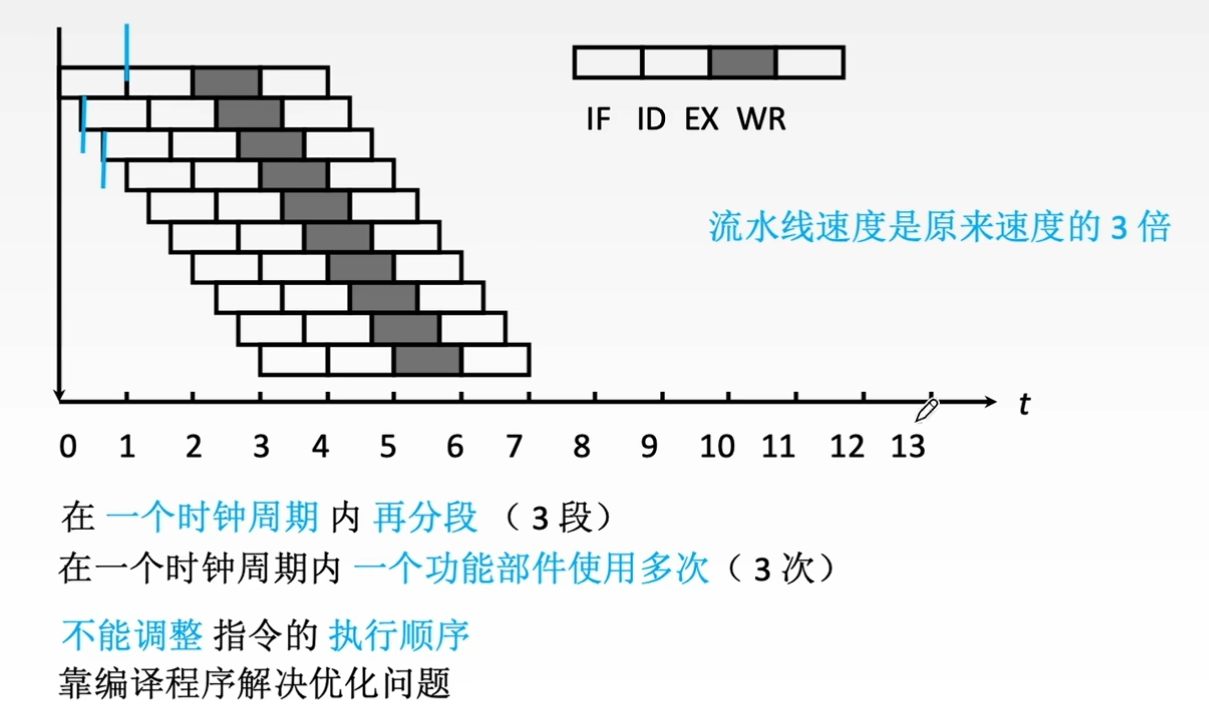 IF ID EX WR
流水线速度是原来速度的 3 倍
t
0 1 2 3 4 5 6 7 8 9 10 11 12 13
在 一个时钟周期 内 再分段 （ 3 段）
在一个时钟周期内 一个功能部件使用多次（ 3 次）
不能调整 指令的 执行顺序
靠编译程序解决优化问题